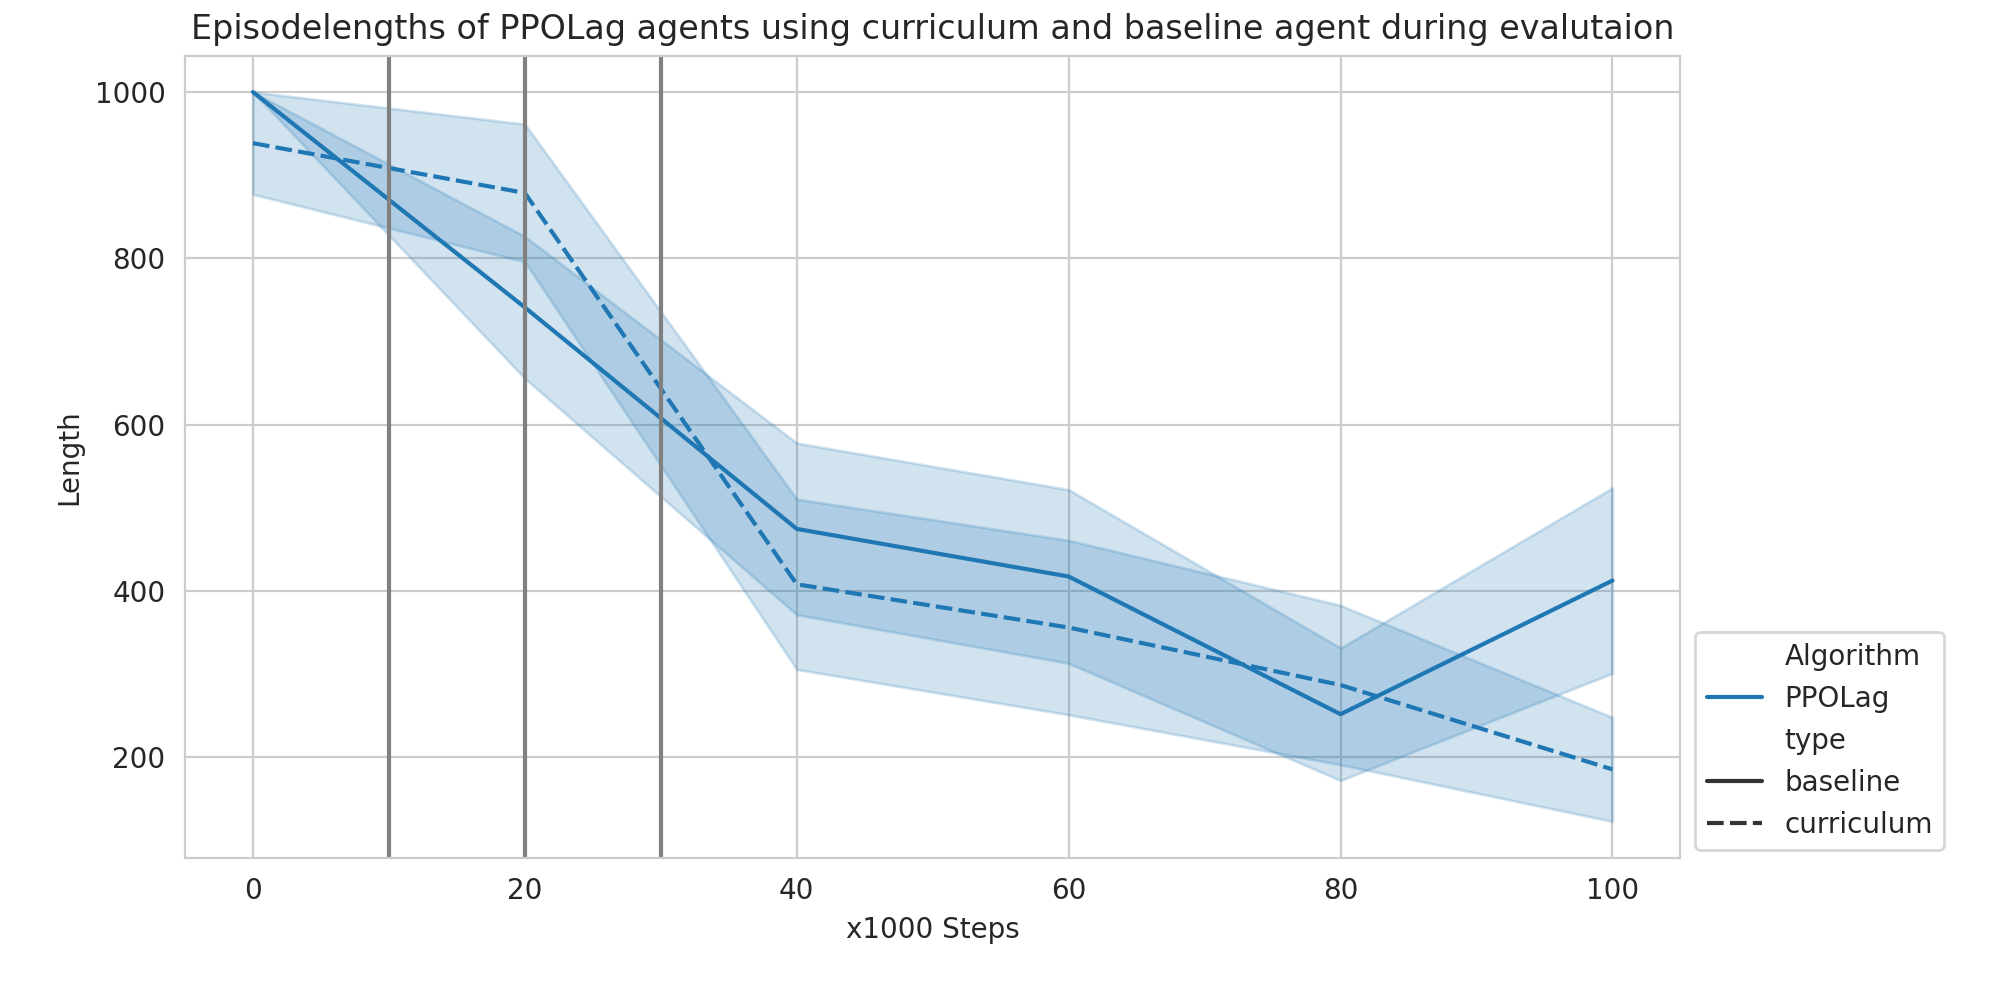 Episodelengths of PPOLag agents using curriculum and baseline agent during evalutaion
1000
800
600
400
200
Length
0 20 40 60 80 100
x1000 Steps
Algorithm
PPOLag
type
baseline
curriculum